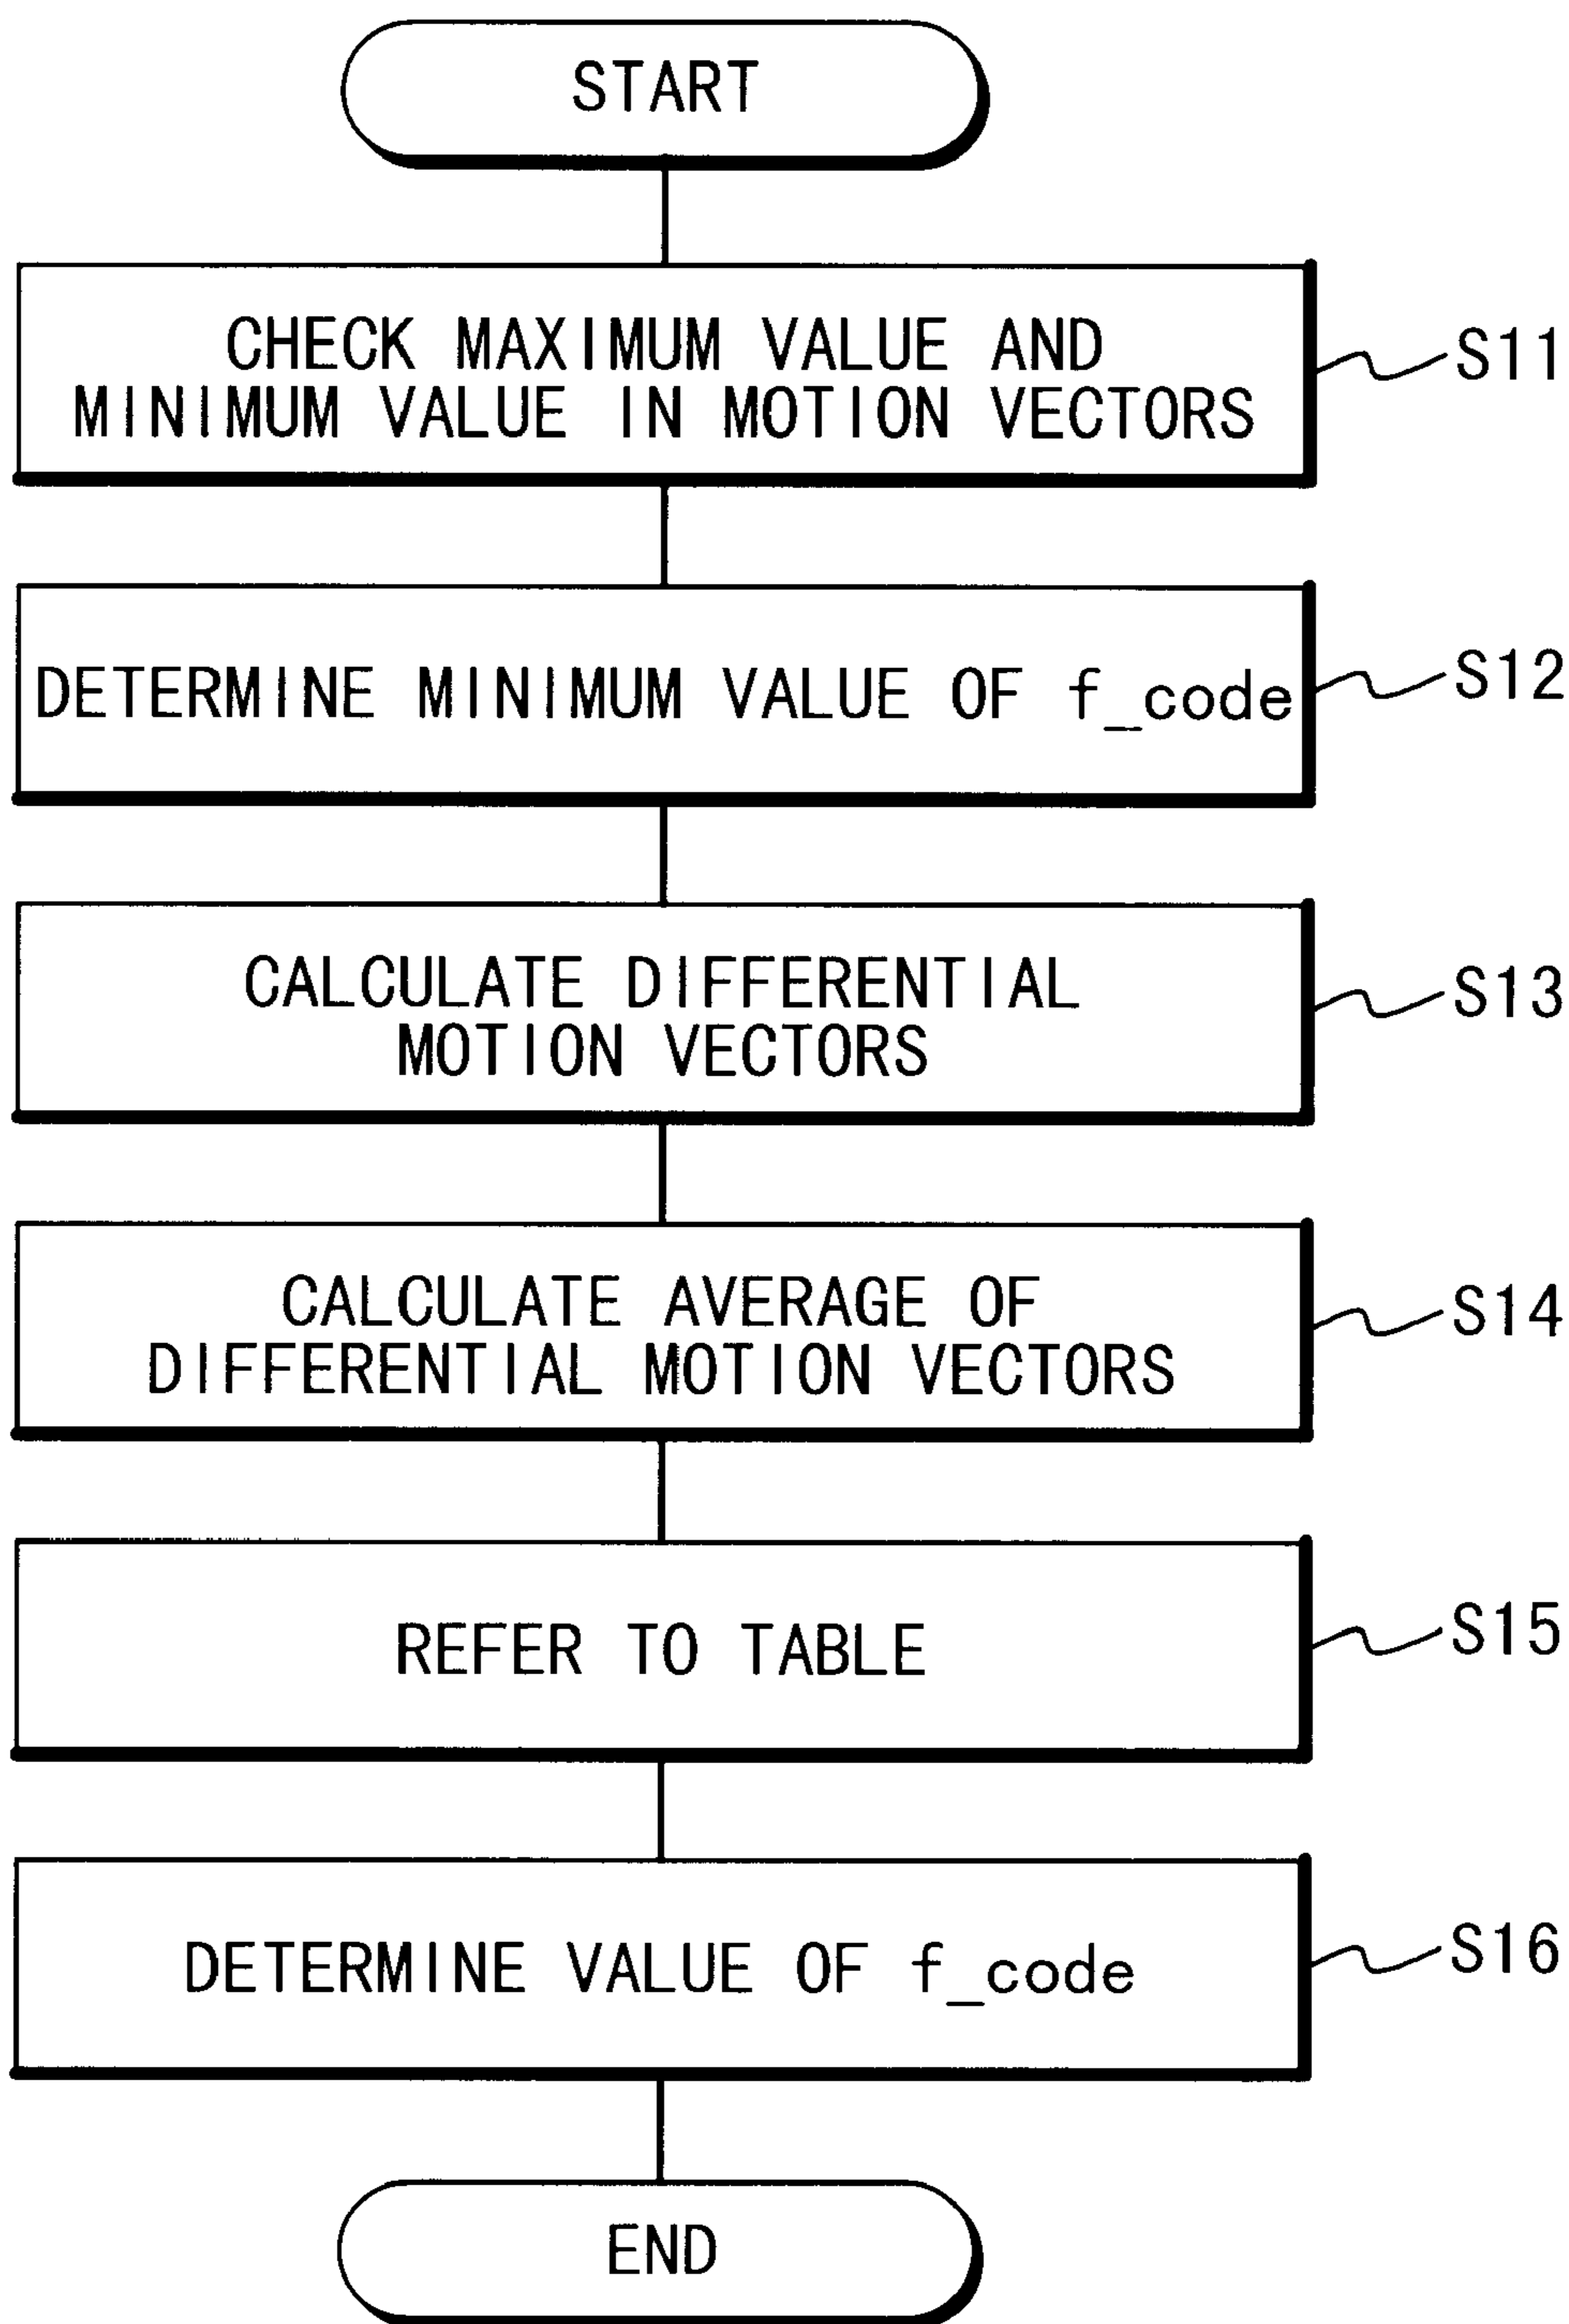 START
CHECK MAXIMUM VALUE AND
MINIMUM VALUE IN MOTION VECTORS
S11
DETERMINE MINIMUM VALUE OF f_code
S12
CALCULATE DIFFERENTIAL
MOTION VECTORS
S13
CALCULATE AVERAGE OF
DIFFERENTIAL MOTION VECTORS
S14
REFER TO TABLE
S15
DETERMINE VALUE OF f_code
S16
END